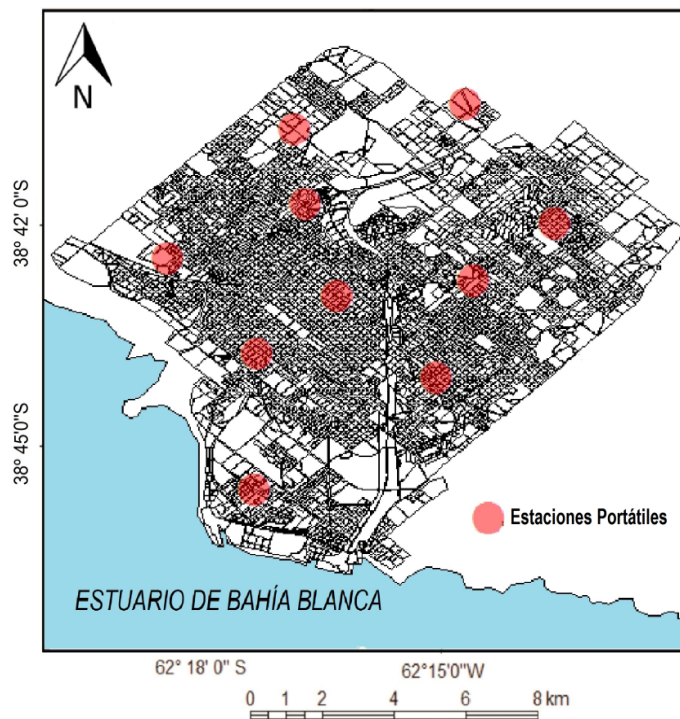 N
38° 42' 0"S
38° 45'0"S
Estaciones Portátiles
ESTUARIO DE BAHÍA BLANCA
62° 18' 0" S
62° 15'0"W
0 1 2 4 6 8 km